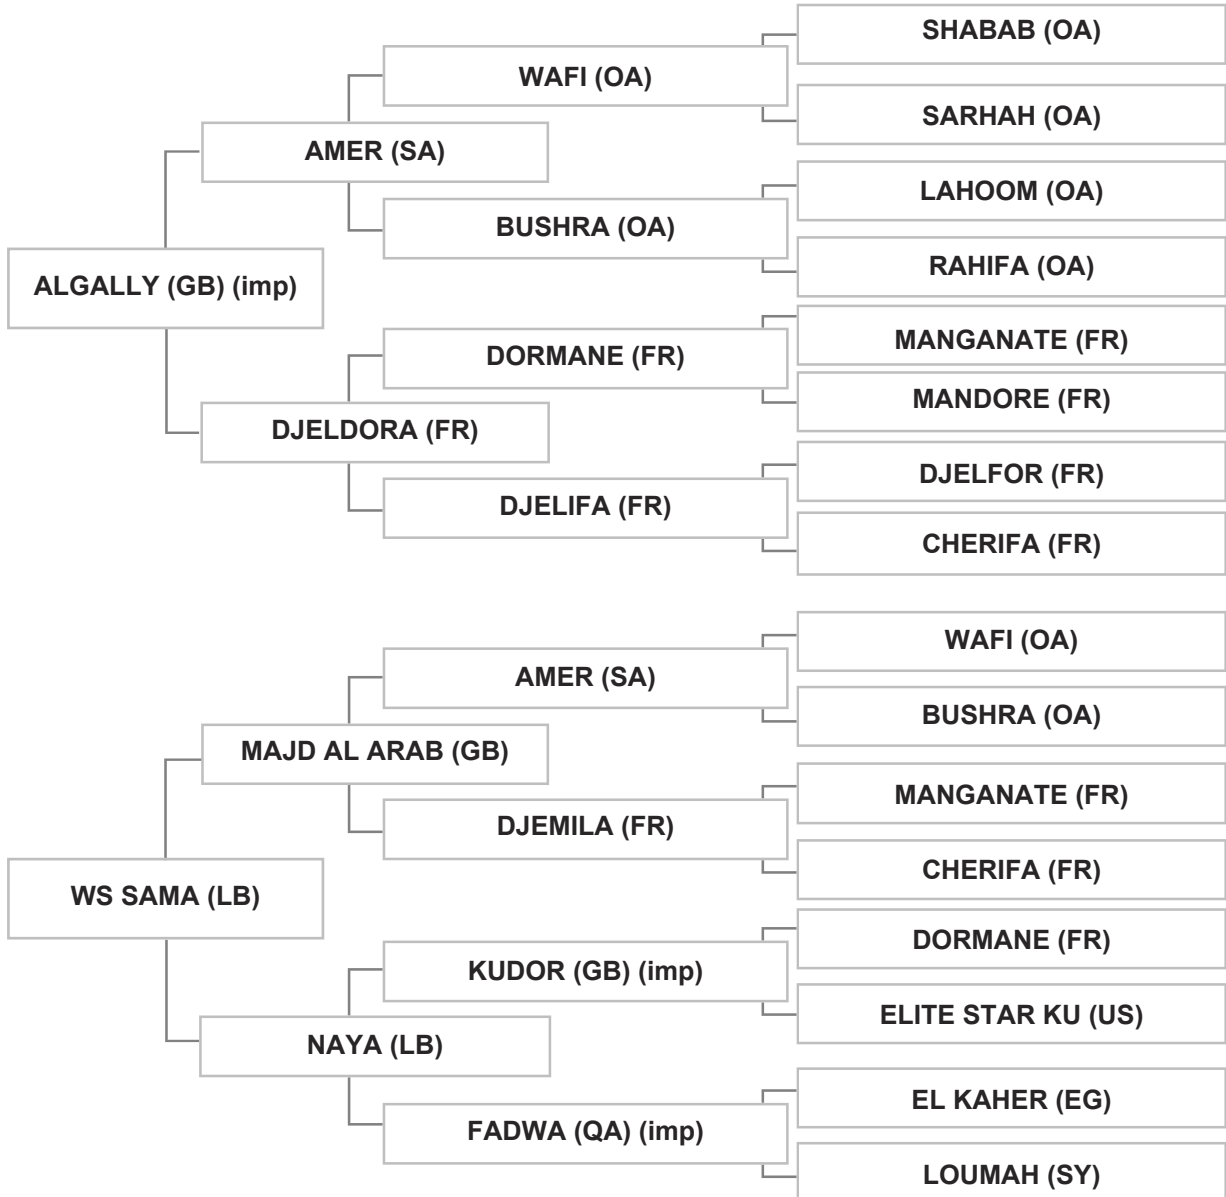 SHABAB (OA)
WAFI (OA)
SARHAH (OA)
AMER (SA)
LAHOOM (OA)
BUSHRA (OA)
RAHIFA (OA)
ALGALLY (GB) (imp)
MANGANATE (FR)
DORMANE (FR)
MANDORE (FR)
DJELDORA (FR)
DJELFOR (FR)
DJELIFA (FR)
CHERIFA (FR)
WAFI (OA)
AMER (SA)
BUSHRA (OA)
MAJD AL ARAB (GB)
MANGANATE (FR)
DJEMILA (FR)
CHERIFA (FR)
WS SAMA (LB)
DORMANE (FR)
KUDOR (GB) (imp)
ELITE STAR KU (US)
NAYA (LB)
EL KAHER (EG)
FADWA (QA) (imp)
LOUMAH (SY)